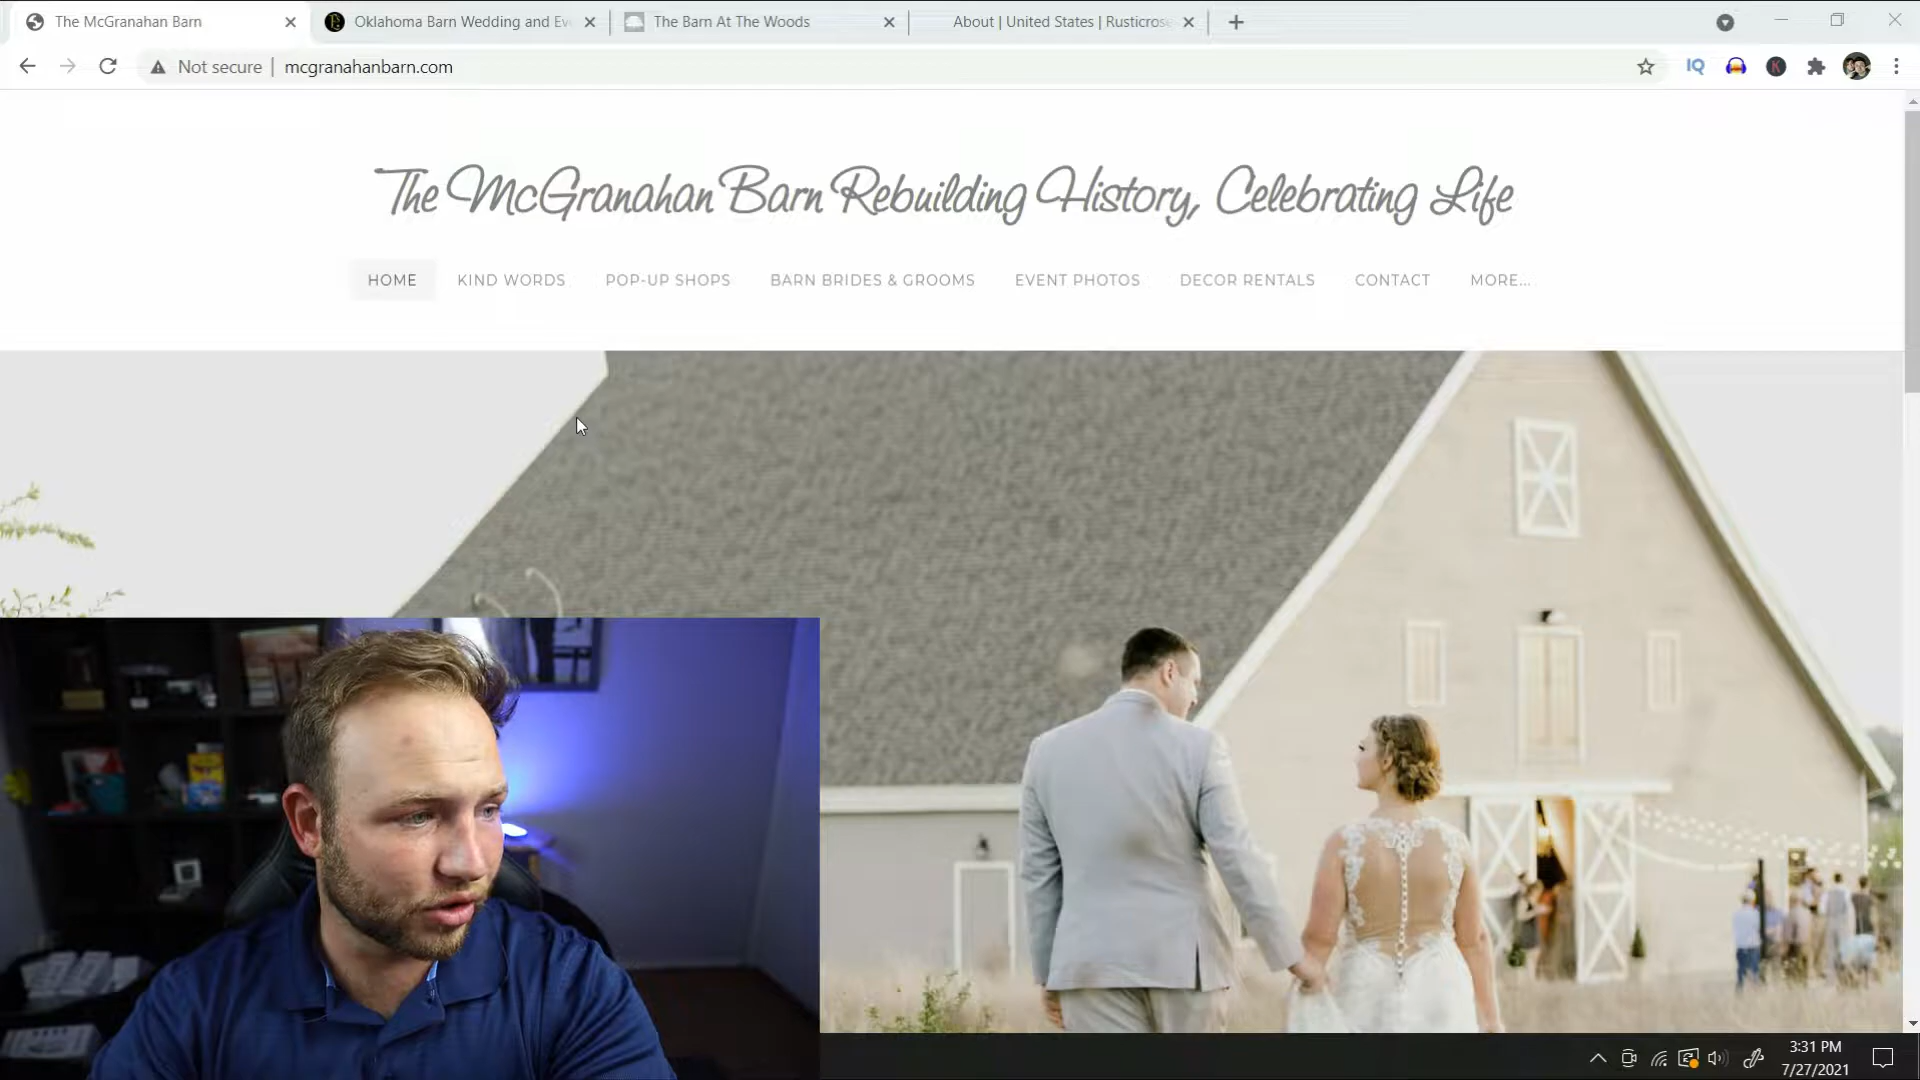 The McGranahan Barn
Oklahoma Barn Wedding and Eve
The Barn At The Woods
About | United States | Rusticrose
Not secure | mcgranahanbarn.com
IQ
K
The McGranahan Barn Rebuilding History, Celebrating Life
HOME KIND WORDS POP-UP SHOPS BARN BRIDES & GROOMS EVENT PHOTOS DECOR RENTALS CONTACT MORE...
3:31 PM
7/27/2021